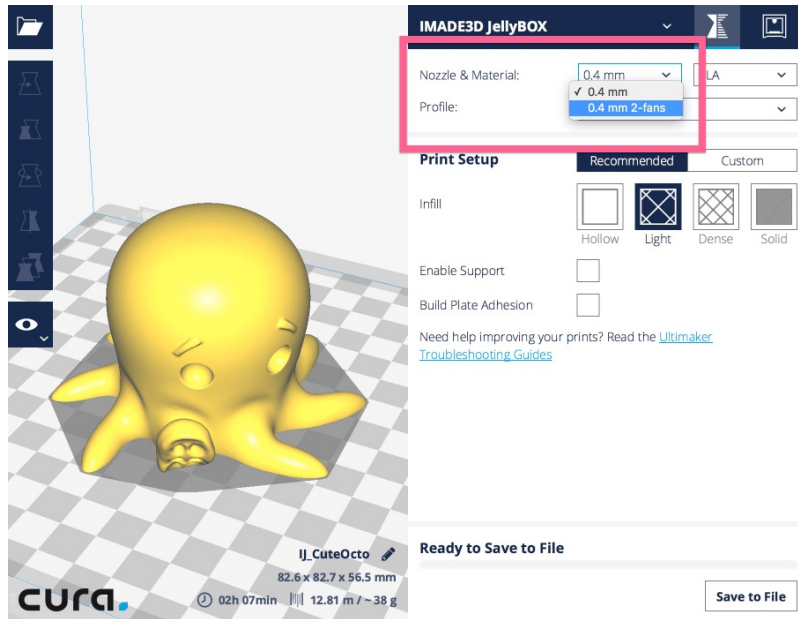 IMADE3D JellyBOX
Nozzle & Material:
0.4 mm
✓ 0.4 mm
0.4 mm 2-fans
Profile:
Print Setup
Recommended
Custom
Infill
Hollow
Light
Dense
Solid
Enable Support
Build Plate Adhesion
Need help improving your prints? Read the Ultimaker
Troubleshooting Guides
IJ_CuteOcto
82.6 x 82.7 x 56.5 mm
02h 07min
12.81 m / ~ 38 g
cura.
Ready to Save to File
Save to File